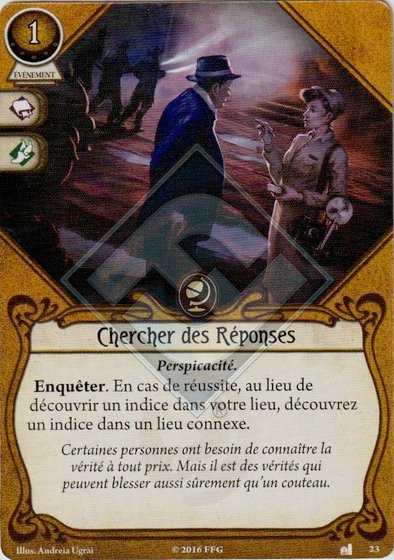 1
ÉVÉNEMENT
Chercher des Réponses
Perspicacité.
Enquêter. En cas de réussite, au lieu de
découvrir un indice dans votre lieu, découvrez
un indice dans un lieu connexe.
Certaines personnes ont besoin de connaître la
vérité à tout prix. Mais il est des vérités qui
peuvent blesser aussi sûrement qu'un couteau.
Illus. Andreia Ugrai
© 2016 FFG
23